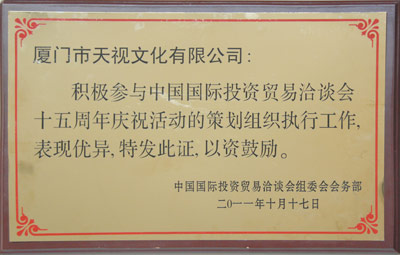 厦门市天视文化有限公司：
积极参与中国国际投资贸易洽谈会
十五周年庆祝活动的策划组织执行工作，
表现优异，特发此证，以资鼓励。
中国国际投资贸易洽谈会组委会会务部
二〇一一年十月十七日